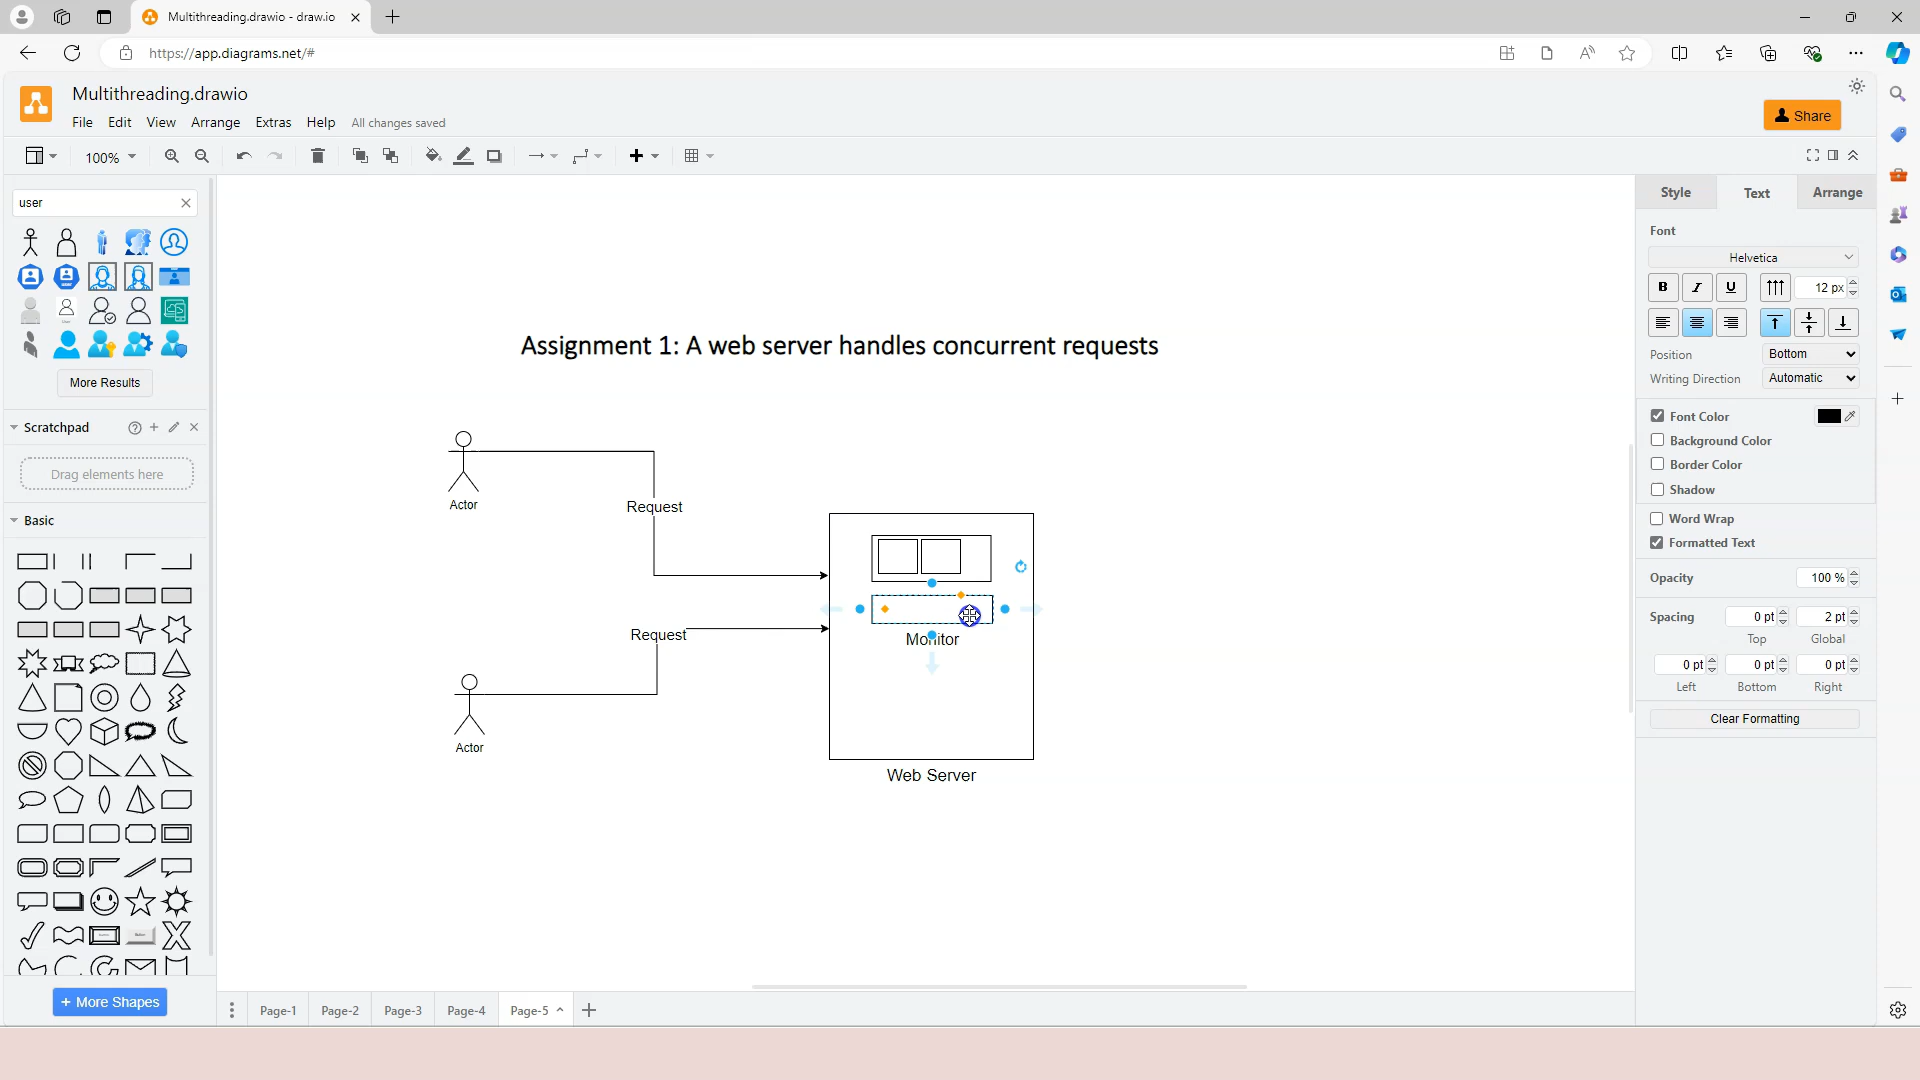 Multithreading.drawio - draw.io
https://app.diagrams.net/#
Multithreading.drawio
File Edit View Arrange Extras Help All changes saved
Share
100%
user
More Results
Scratchpad
Drag elements here
Basic
+ More Shapes
Assignment 1: A web server handles concurrent requests
Actor
Request
Request
Monitor
Actor
Web Server
Page-1 Page-2 Page-3 Page-4 Page-5
Style Text Arrange
Font
Helvetica
B I U 12 px
Position Bottom
Writing Direction Automatic
Font Color
Background Color
Border Color
Shadow
Word Wrap
Formatted Text
Opacity 100 %
Spacing 0 pt 2 pt
Top Global
0 pt 0 pt 0 pt
Left Bottom Right
Clear Formatting